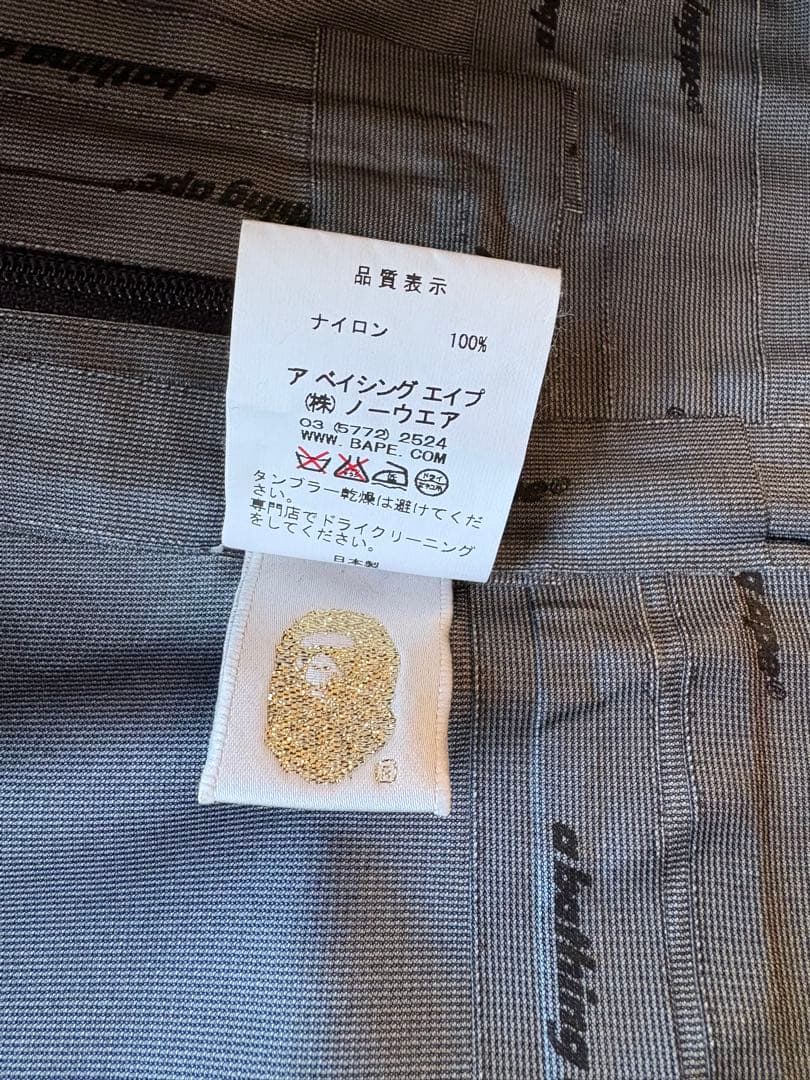 a bathing a
thing ape®
ing ape®
品質表示
ナイロン 100%
ア ベイシング エイプ
(株) ノーウエア
03 (5772) 2524
WWW.BAPE.COM
タンブラー乾燥は避けてくだ
さい。
専門店でドライクリーニング
をしてください。
日本製
ape®
a bathing